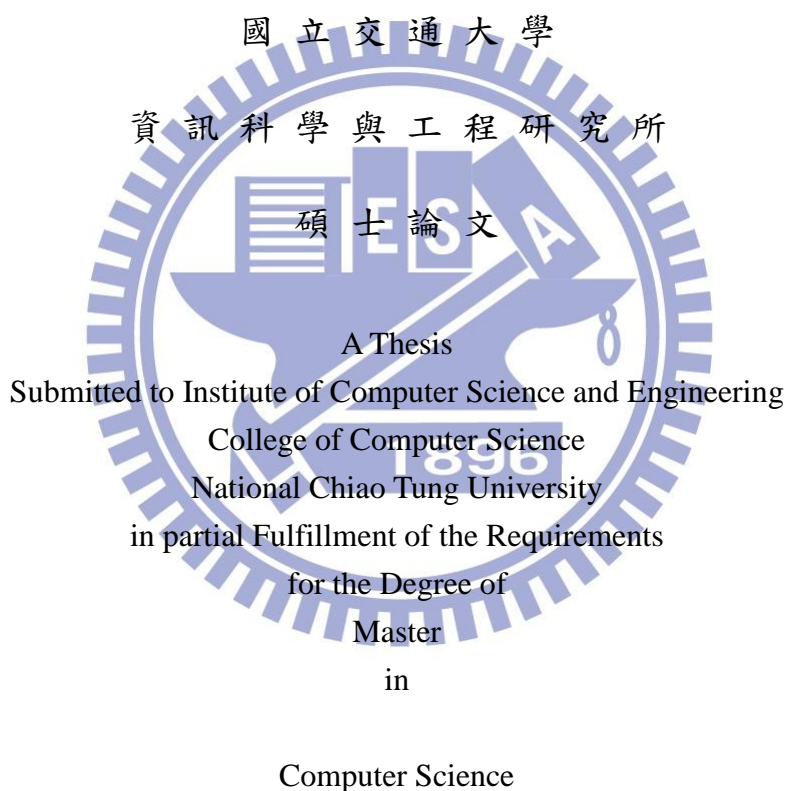 國 立 交 通 大 學
資 訊 科 學 與 工 程 研 究 所
碩 士 論 文
E S A
A Thesis
Submitted to Institute of Computer Science and Engineering
College of Computer Science
1896
National Chiao Tung University
in partial Fulfillment of the Requirements
for the Degree of
Master
in
Computer Science